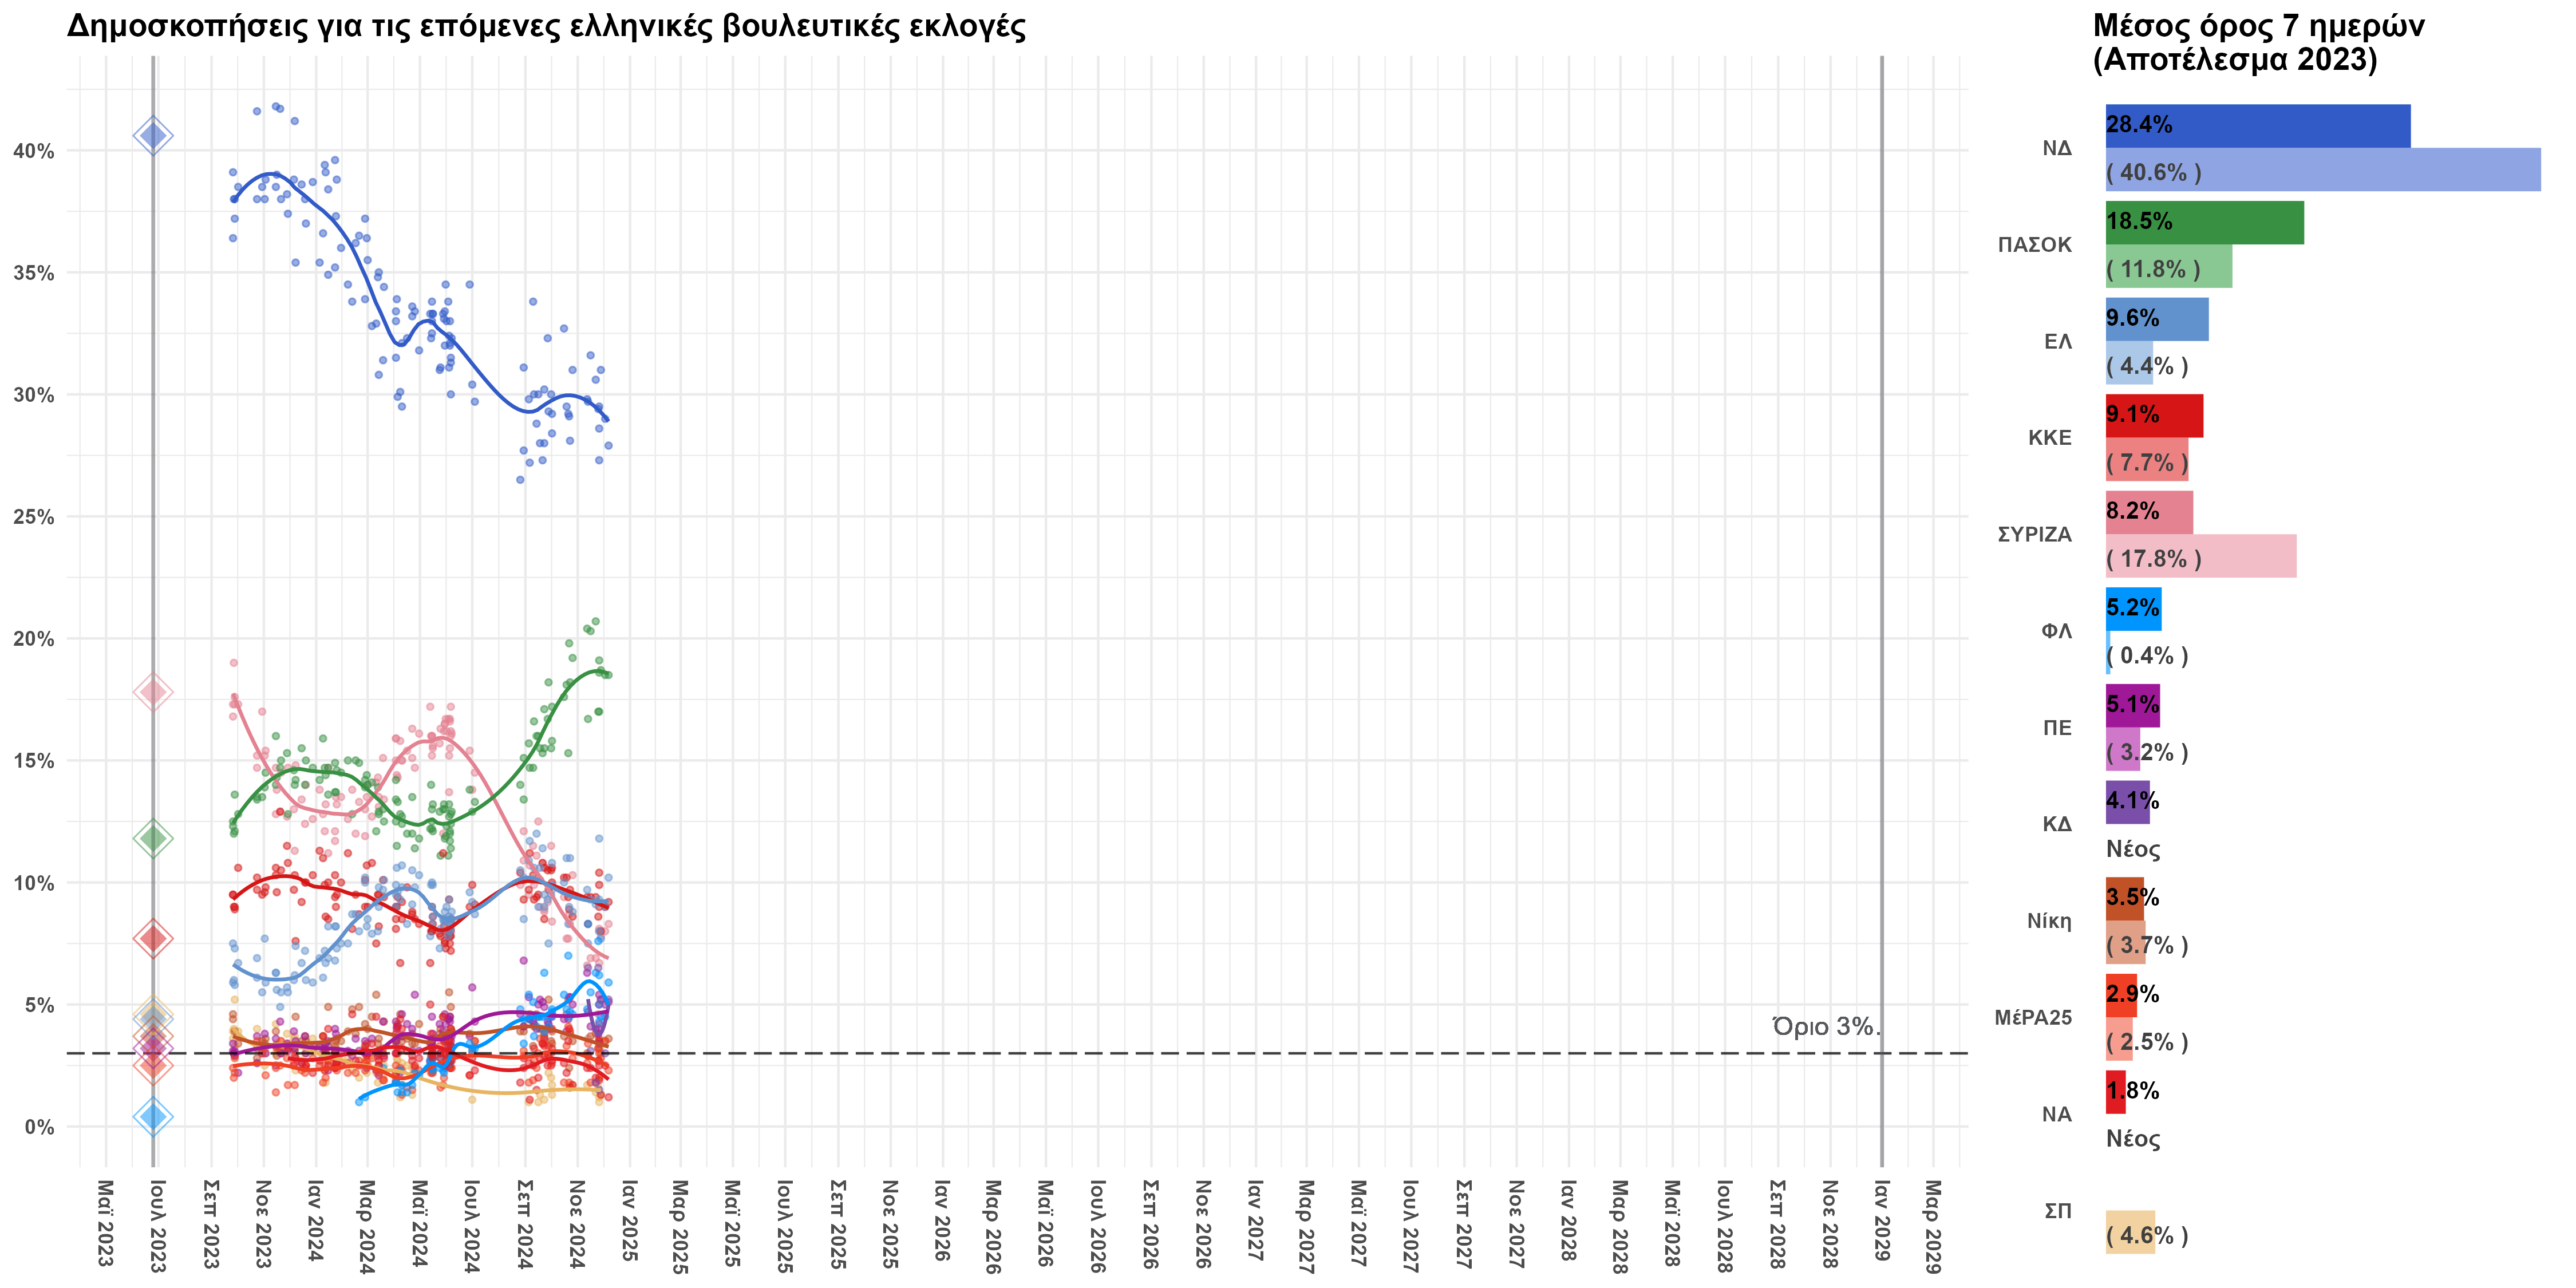 Δημοσκοπήσεις για τις επόμενες ελληνικές βουλευτικές εκλογές
40%
35%
30%
25%
20%
15%
10%
5%
0%
Όριο 3%.
Μαϊ 2023
Ιουλ 2023
Σεπ 2023
Νοε 2023
Ιαν 2024
Μαρ 2024
Μαϊ 2024
Ιουλ 2024
Σεπ 2024
Νοε 2024
Ιαν 2025
Μαρ 2025
Μαϊ 2025
Ιουλ 2025
Σεπ 2025
Νοε 2025
Ιαν 2026
Μαρ 2026
Μαϊ 2026
Ιουλ 2026
Σεπ 2026
Νοε 2026
Ιαν 2027
Μαρ 2027
Μαϊ 2027
Ιουλ 2027
Σεπ 2027
Νοε 2027
Ιαν 2028
Μαρ 2028
Μαϊ 2028
Ιουλ 2028
Σεπ 2028
Νοε 2028
Ιαν 2029
Μαρ 2029
Μέσος όρος 7 ημερών
(Αποτέλεσμα 2023)
ΝΔ
28.4%
( 40.6% )
ΠΑΣΟΚ
18.5%
( 11.8% )
ΕΛ
9.6%
( 4.4% )
ΚΚΕ
9.1%
( 7.7% )
ΣΥΡΙΖΑ
8.2%
( 17.8% )
ΦΛ
5.2%
( 0.4% )
ΠΕ
5.1%
( 3.2% )
ΚΔ
4.1%
Νέος
Νίκη
3.5%
( 3.7% )
ΜέΡΑ25
2.9%
( 2.5% )
ΝΑ
1.8%
Νέος
ΣΠ
( 4.6% )